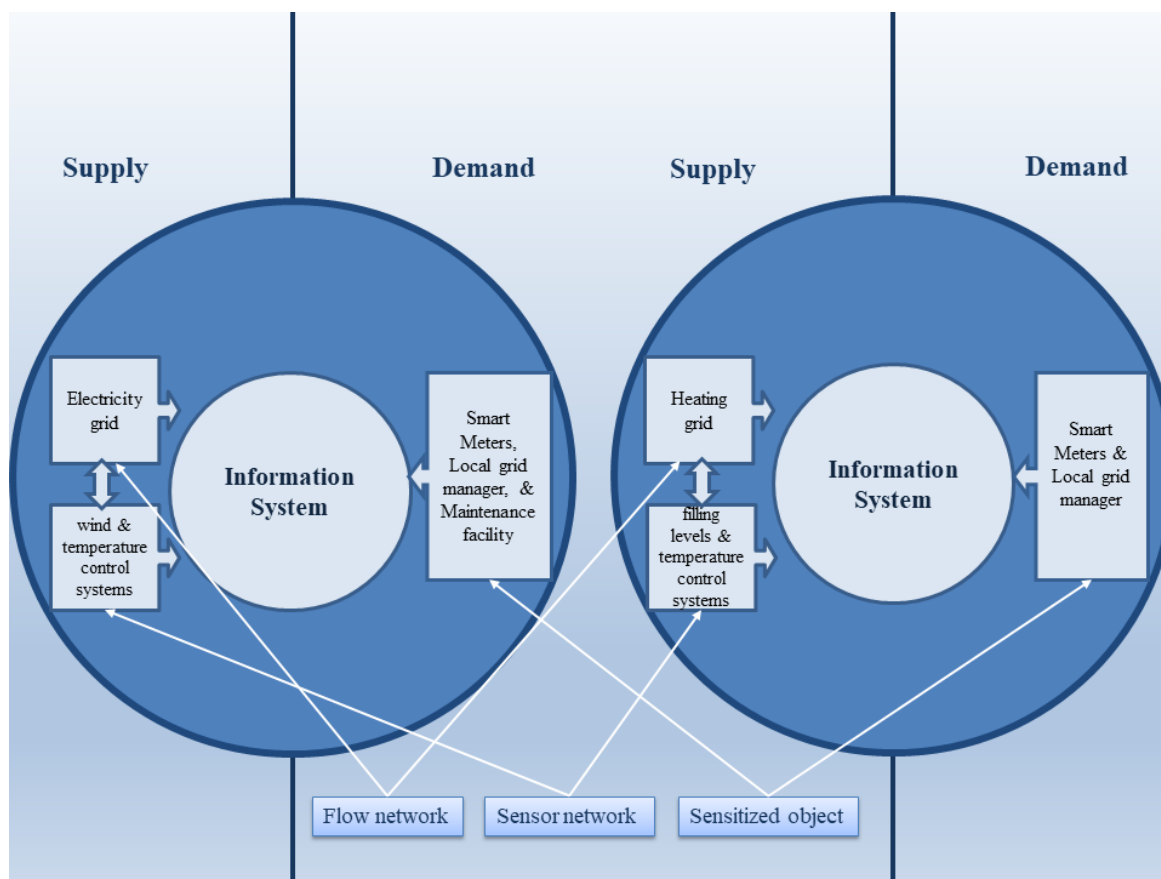 Supply
Demand
Supply
Demand
Electricity
grid
wind &
temperature
control
systems
Information
System
Smart
Meters,
Local grid
manager, &
Maintenance
facility
Heating
grid
filling
levels &
temperature
control
systems
Information
System
Smart
Meters &
Local grid
manager
Flow network
Sensor network
Sensitized object